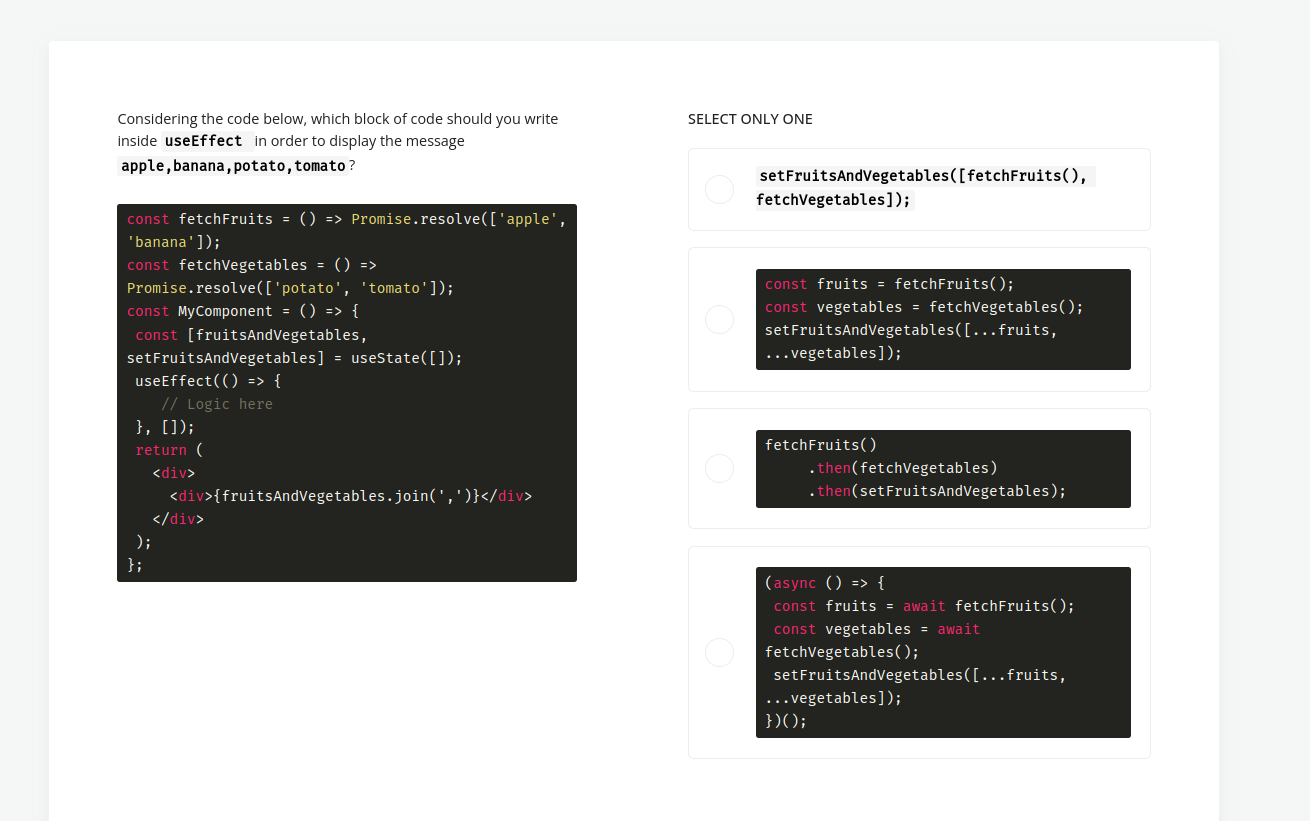 Considering the code below, which block of code should you write
inside useEffect in order to display the message
apple,banana,potato,tomato?
const fetchFruits = () => Promise.resolve(['apple',
'banana']);
const fetchVegetables = () =>
Promise.resolve(['potato', 'tomato']);
const MyComponent = () => {
 const [fruitsAndVegetables,
setFruitsAndVegetables] = useState([]);
 useEffect(() => {
    // Logic here
 }, []);
 return (
   <div>
     <div>{fruitsAndVegetables.join(',')}</div>
   </div>
 );
};
SELECT ONLY ONE
setFruitsAndVegetables([fetchFruits(),
fetchVegetables]);
const fruits = fetchFruits();
const vegetables = fetchVegetables();
setFruitsAndVegetables([...fruits,
...vegetables]);
fetchFruits()
     .then(fetchVegetables)
     .then(setFruitsAndVegetables);
(async () => {
 const fruits = await fetchFruits();
 const vegetables = await
fetchVegetables();
 setFruitsAndVegetables([...fruits,
...vegetables]);
})();